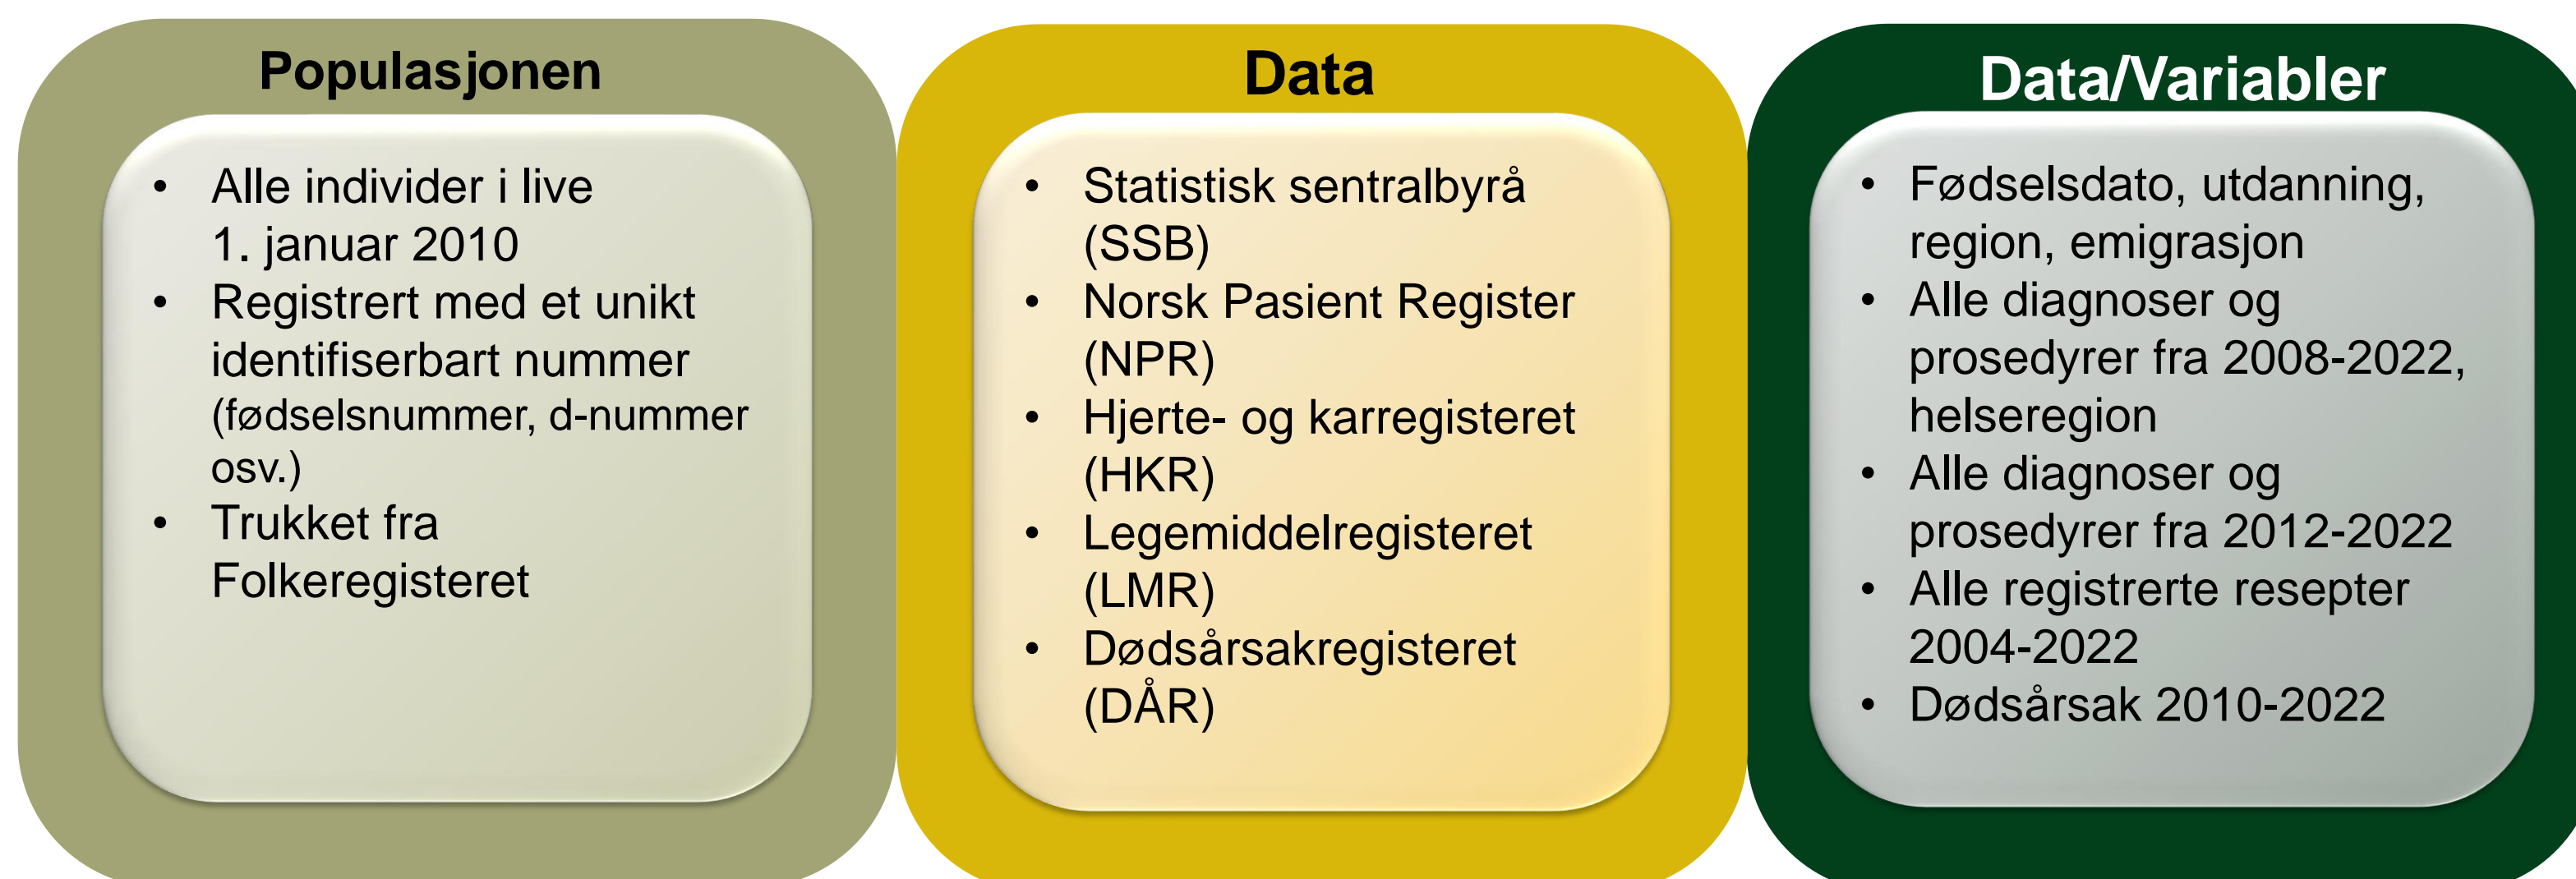 Populasjonen
• Alle individer i live
1. januar 2010
• Registrert med et unikt
identifiserbart nummer
(fødselsnummer, d-nummer
osv.)
• Trukket fra
Folkeregisteret
Data
• Statistisk sentralbyrå
(SSB)
• Norsk Pasient Register
(NPR)
• Hjerte- og karregisteret
(HKR)
• Legemiddelregisteret
(LMR)
• Dødsårsakregisteret
(DÅR)
Data/Variabler
• Fødselsdato, utdanning,
region, emigrasjon
• Alle diagnoser og
prosedyrer fra 2008-2022,
helseregion
• Alle diagnoser og
prosedyrer fra 2012-2022
• Alle registrerte resepter
2004-2022
• Dødsårsak 2010-2022